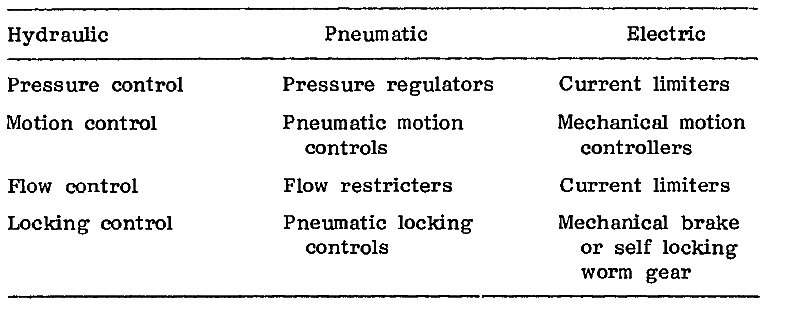 Hydraulic Pneumatic Electric
Pressure control Pressure regulators Current limiters
Motion control Pneumatic motion Mechanical motion
controls controllers
Flow control Flow restricters Current limiters
Locking control Pneumatic locking Mechanical brake
controls or self locking
worm gear